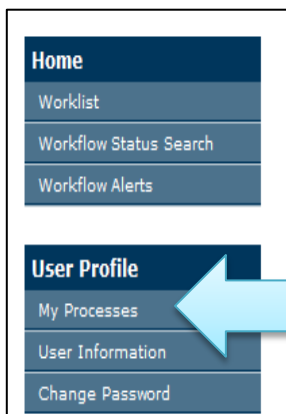 Home
Worklist
Workflow Status Search
Workflow Alerts
User Profile
My Processes
User Information
Change Password